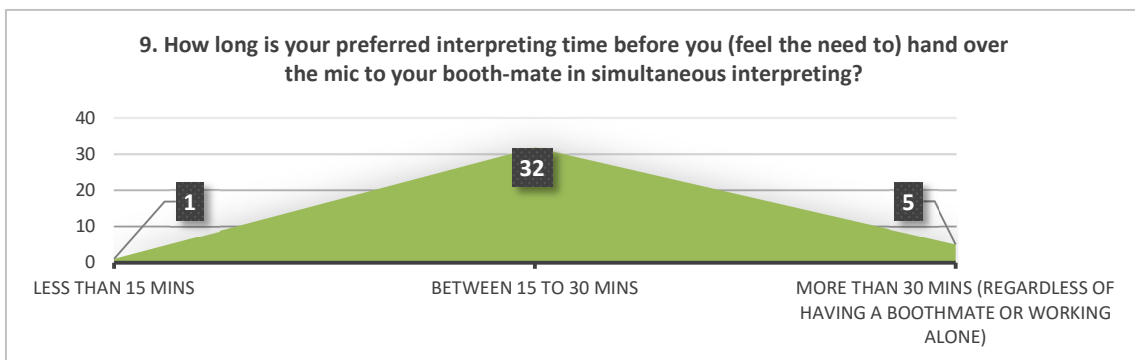 9. How long is your preferred interpreting time before you (feel the need to) hand over
the mic to your booth-mate in simultaneous interpreting?
40
30
20
10
0
1
32
5
LESS THAN 15 MINS
BETWEEN 15 TO 30 MINS
MORE THAN 30 MINS (REGARDLESS OF
HAVING A BOOTHMATE OR WORKING
ALONE)